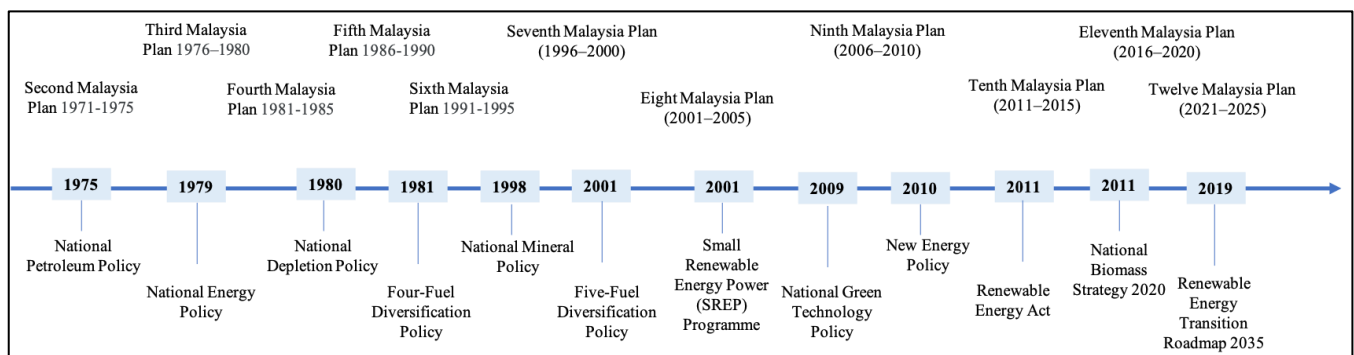 Third Malaysia
Plan 1976–1980
Fifth Malaysia
Plan 1986-1990
Seventh Malaysia Plan
(1996–2000)
Ninth Malaysia Plan
(2006–2010)
Eleventh Malaysia Plan
(2016–2020)
Second Malaysia
Plan 1971-1975
Fourth Malaysia
Plan 1981-1985
Sixth Malaysia
Plan 1991-1995
Eight Malaysia Plan
(2001–2005)
Tenth Malaysia Plan
(2011–2015)
Twelve Malaysia Plan
(2021–2025)
1975
1979
1980
1981
1998
2001
2001
2009
2010
2011
2011
2019
National
Petroleum Policy
National Energy
Policy
National
Depletion Policy
Four-Fuel
Diversification
Policy
National Mineral
Policy
Five-Fuel
Diversification
Policy
Small
Renewable
Energy Power
(SREP)
Programme
National Green
Technology
Policy
New Energy
Policy
Renewable
Energy Act
National
Biomass
Strategy 2020
Renewable
Energy
Transition
Roadmap 2035